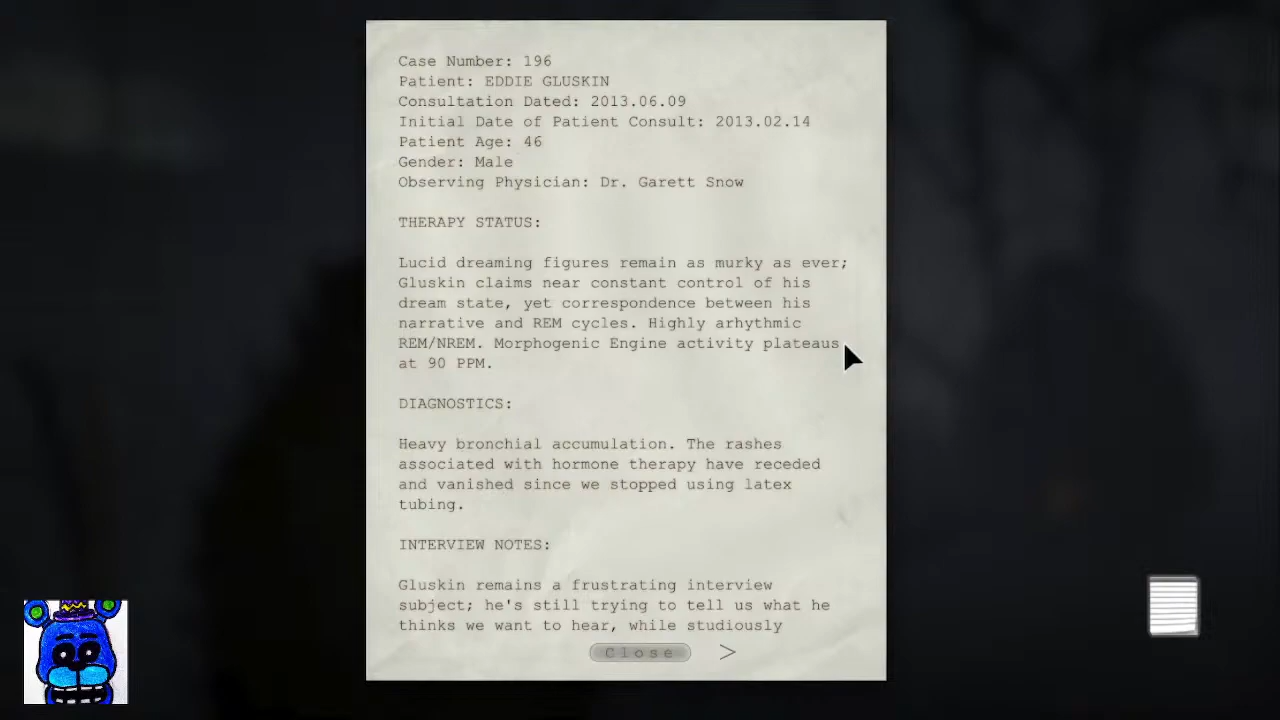 Case Number: 196
Patient: EDDIE GLUSKIN
Consultation Dated: 2013.06.09
Initial Date of Patient Consult: 2013.02.14
Patient Age: 46
Gender: Male
Observing Physician: Dr. Garett Snow
THERAPY STATUS:
Lucid dreaming figures remain as murky as ever;
Gluskin claims near constant control of his
dream state, yet correspondence between his
narrative and REM cycles. Highly arhythmic
REM/NREM. Morphogenic Engine activity plateaus
at 90 PPM.
DIAGNOSTICS:
Heavy bronchial accumulation. The rashes
associated with hormone therapy have receded
and vanished since we stopped using latex
tubing.
INTERVIEW NOTES:
Gluskin remains a frustrating interview
subject; he's still trying to tell us what he
thinks we want to hear, while studiously
Close >